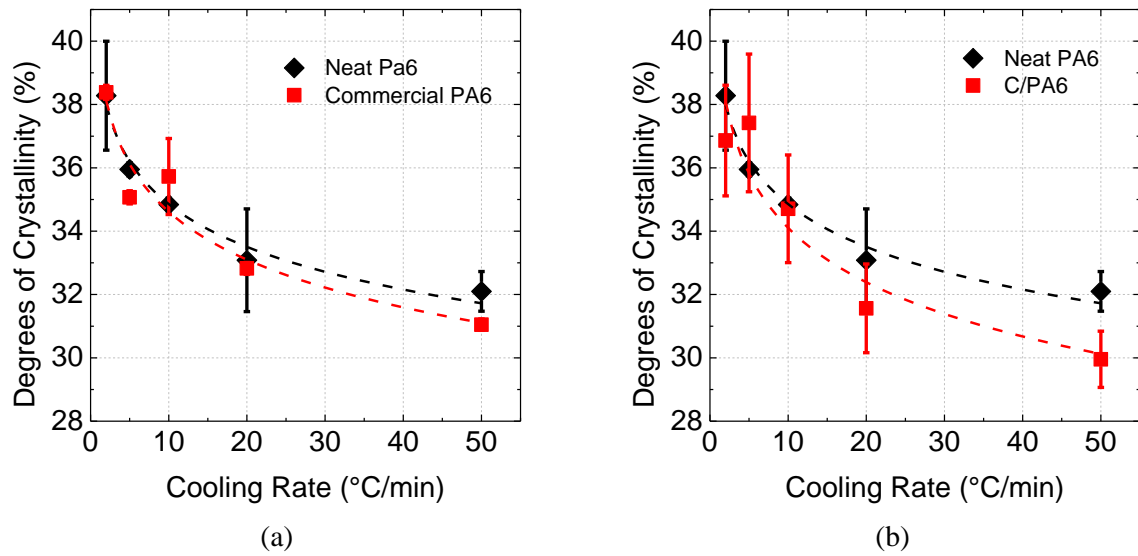 40
38
36
34
32
30
28
Degrees of Crystallinity (%)
Neat Pa6
Commercial PA6
0 10 20 30 40 50
Cooling Rate (°C/min)
(a)
40
38
36
34
32
30
28
Degrees of Crystallinity (%)
Neat PA6
C/PA6
0 10 20 30 40 50
Cooling Rate (°C/min)
(b)